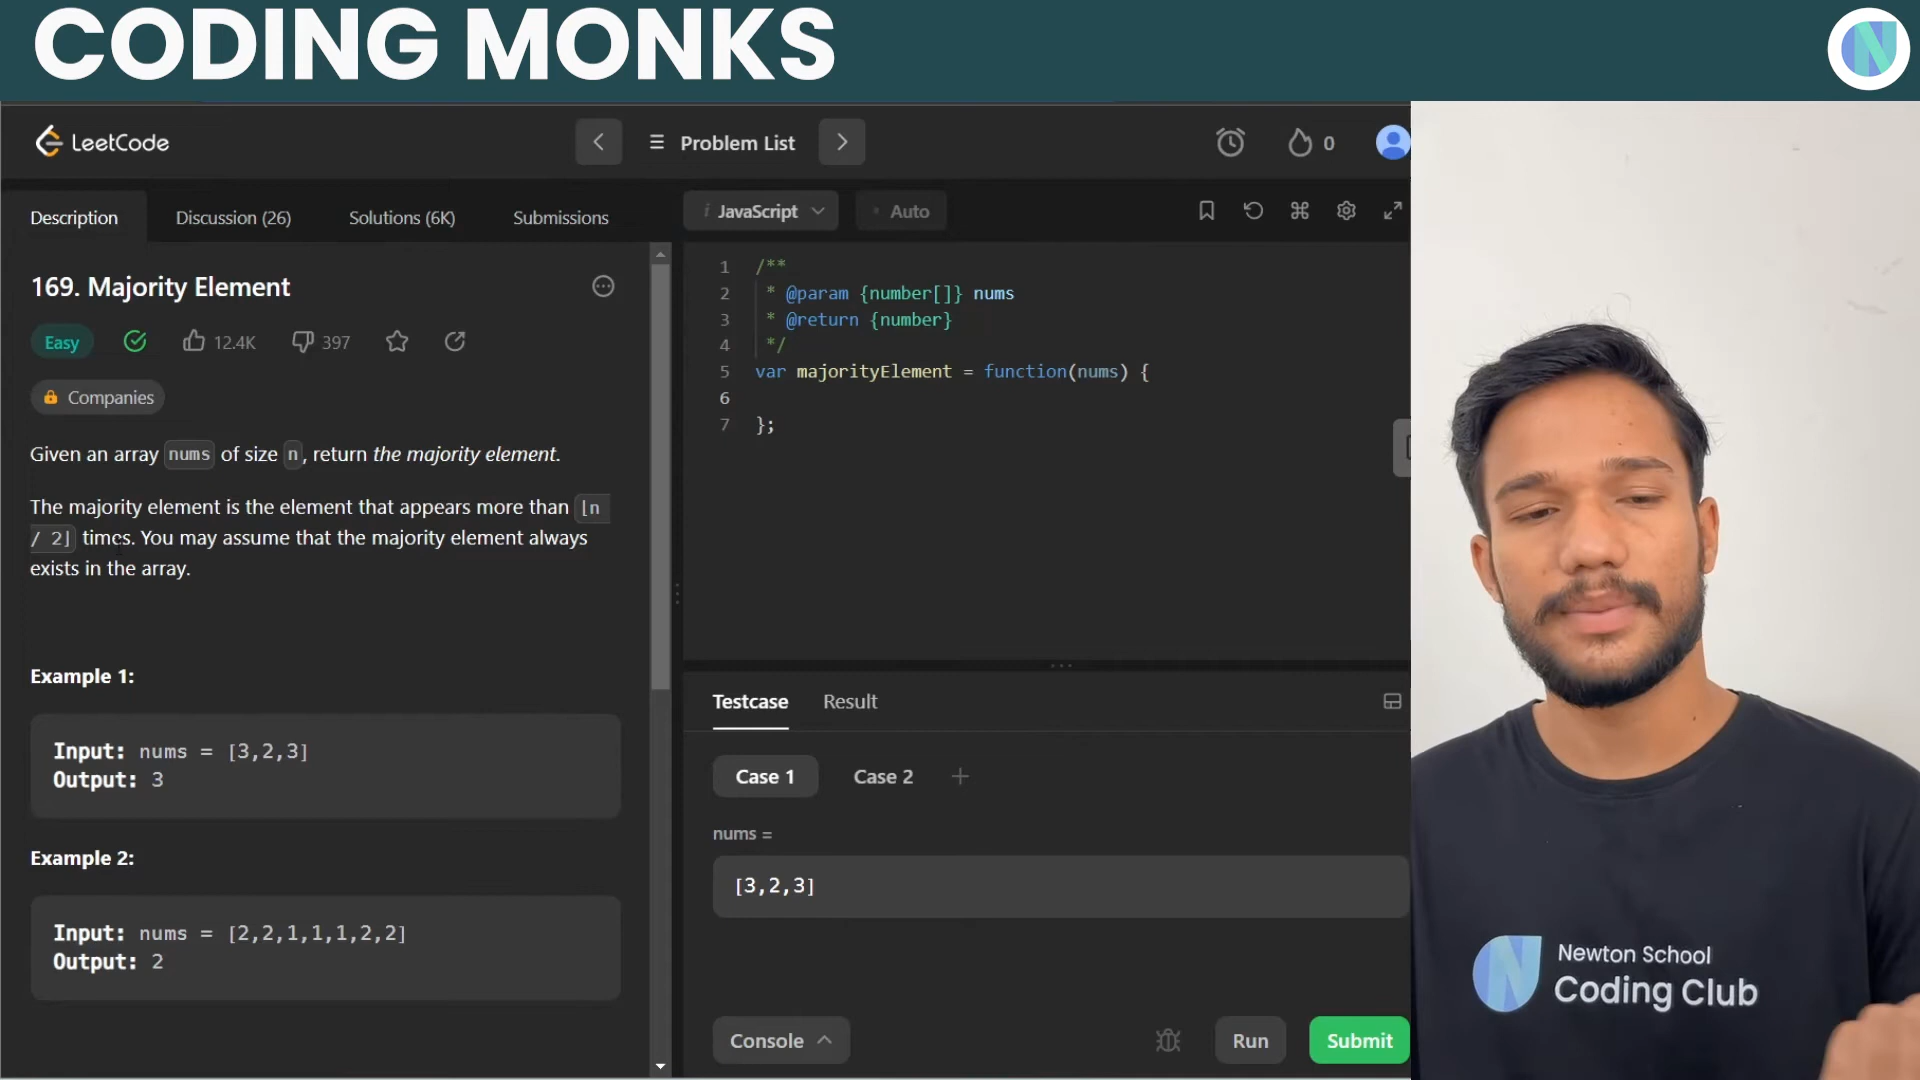 CODING MONKS
LeetCode
Problem List
0
Description
Discussion (26)
Solutions (6K)
Submissions
169. Majority Element
Easy
12.4K
397
Companies
Given an array nums of size n, return the majority element.
The majority element is the element that appears more than ⌊n
/ 2⌋ times. You may assume that the majority element always
exists in the array.
Example 1:
Input: nums = [3,2,3]
Output: 3
Example 2:
Input: nums = [2,2,1,1,1,2,2]
Output: 2
i JavaScript
Auto
1 /**
2 * @param {number[]} nums
3 * @return {number}
4 */
5 var majorityElement = function(nums) {
6
7 };
Testcase
Result
Case 1
Case 2
nums =
[3,2,3]
Console
Run
Submit
Newton School
Coding Club